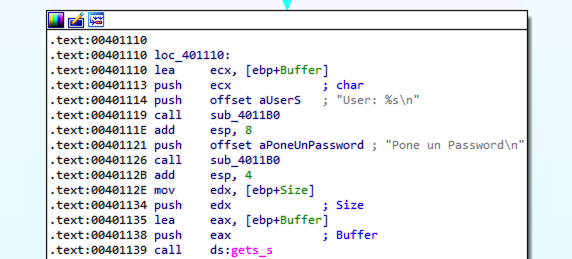 .text:00401110
.text:00401110 loc_401110:
.text:00401110 lea     ecx, [ebp+Buffer]
.text:00401113 push    ecx             ; char
.text:00401114 push    offset aUserS   ; "User: %s\n"
.text:00401119 call    sub_4011B0
.text:0040111E add     esp, 8
.text:00401121 push    offset aPoneUnPassword ; "Pone un Password\n"
.text:00401126 call    sub_4011B0
.text:0040112B add     esp, 4
.text:0040112E mov     edx, [ebp+Size]
.text:00401134 push    edx             ; Size
.text:00401135 lea     eax, [ebp+Buffer]
.text:00401138 push    eax             ; Buffer
.text:00401139 call    ds:gets_s